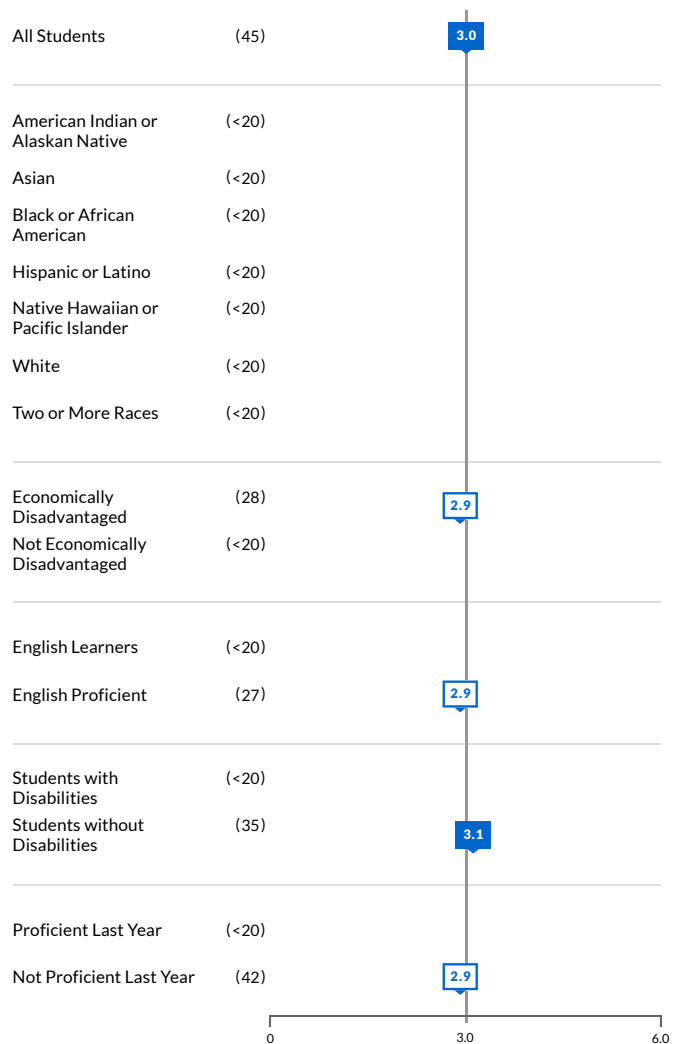 All Students (45) 3.0
American Indian or (<20)
Alaskan Native
Asian (<20)
Black or African (<20)
American
Hispanic or Latino (<20)
Native Hawaiian or (<20)
Pacific Islander
White (<20)
Two or More Races (<20)
Economically (28) 2.9
Disadvantaged
Not Economically (<20)
Disadvantaged
English Learners (<20)
English Proficient (27) 2.9
Students with (<20)
Disabilities
Students without (35) 3.1
Disabilities
Proficient Last Year (<20)
Not Proficient Last Year (42) 2.9
0 3.0 6.0